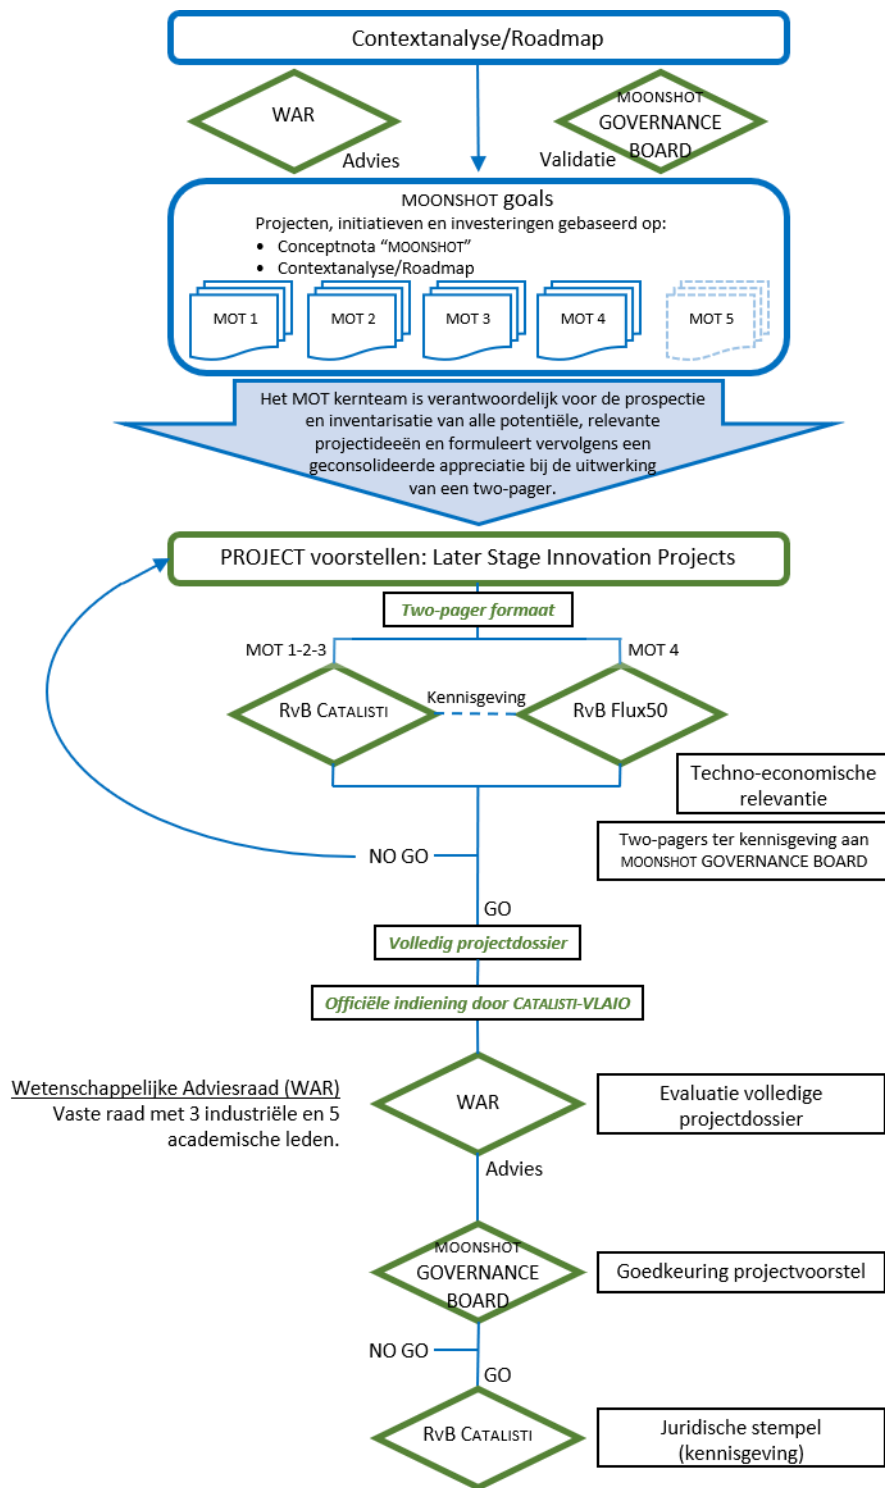 Contextanalyse/Roadmap
WAR
Advies
MOONSHOT
GOVERNANCE
BOARD
Validatie
MOONSHOT goals
Projecten, initiatieven en investeringen gebaseerd op:
• Conceptnota “MOONSHOT”
• Contextanalyse/Roadmap
MOT 1
MOT 2
MOT 3
MOT 4
MOT 5
Het MOT kernteam is verantwoordelijk voor de prospectie
en inventarisatie van alle potentiële, relevante
projectideeën en formuleert vervolgens een
geconsolideerde appreciatie bij de uitwerking
van een two-pager.
PROJECT voorstellen: Later Stage Innovation Projects
Two-pager formaat
MOT 1-2-3
MOT 4
RvB CATALISTI
Kennisgeving
RvB Flux50
Techno-economische
relevantie
Two-pagers ter kennisgeving aan
MOONSHOT GOVERNANCE BOARD
NO GO
GO
Volledig projectdossier
Officiële indiening door CATALISTI-VLAIO
Wetenschappelijke Adviesraad (WAR)
Vaste raad met 3 industriële en 5
academische leden.
WAR
Evaluatie volledige
projectdossier
Advies
MOONSHOT
GOVERNANCE
BOARD
Goedkeuring projectvoorstel
NO GO
GO
RvB CATALISTI
Juridische stempel
(kennisgeving)